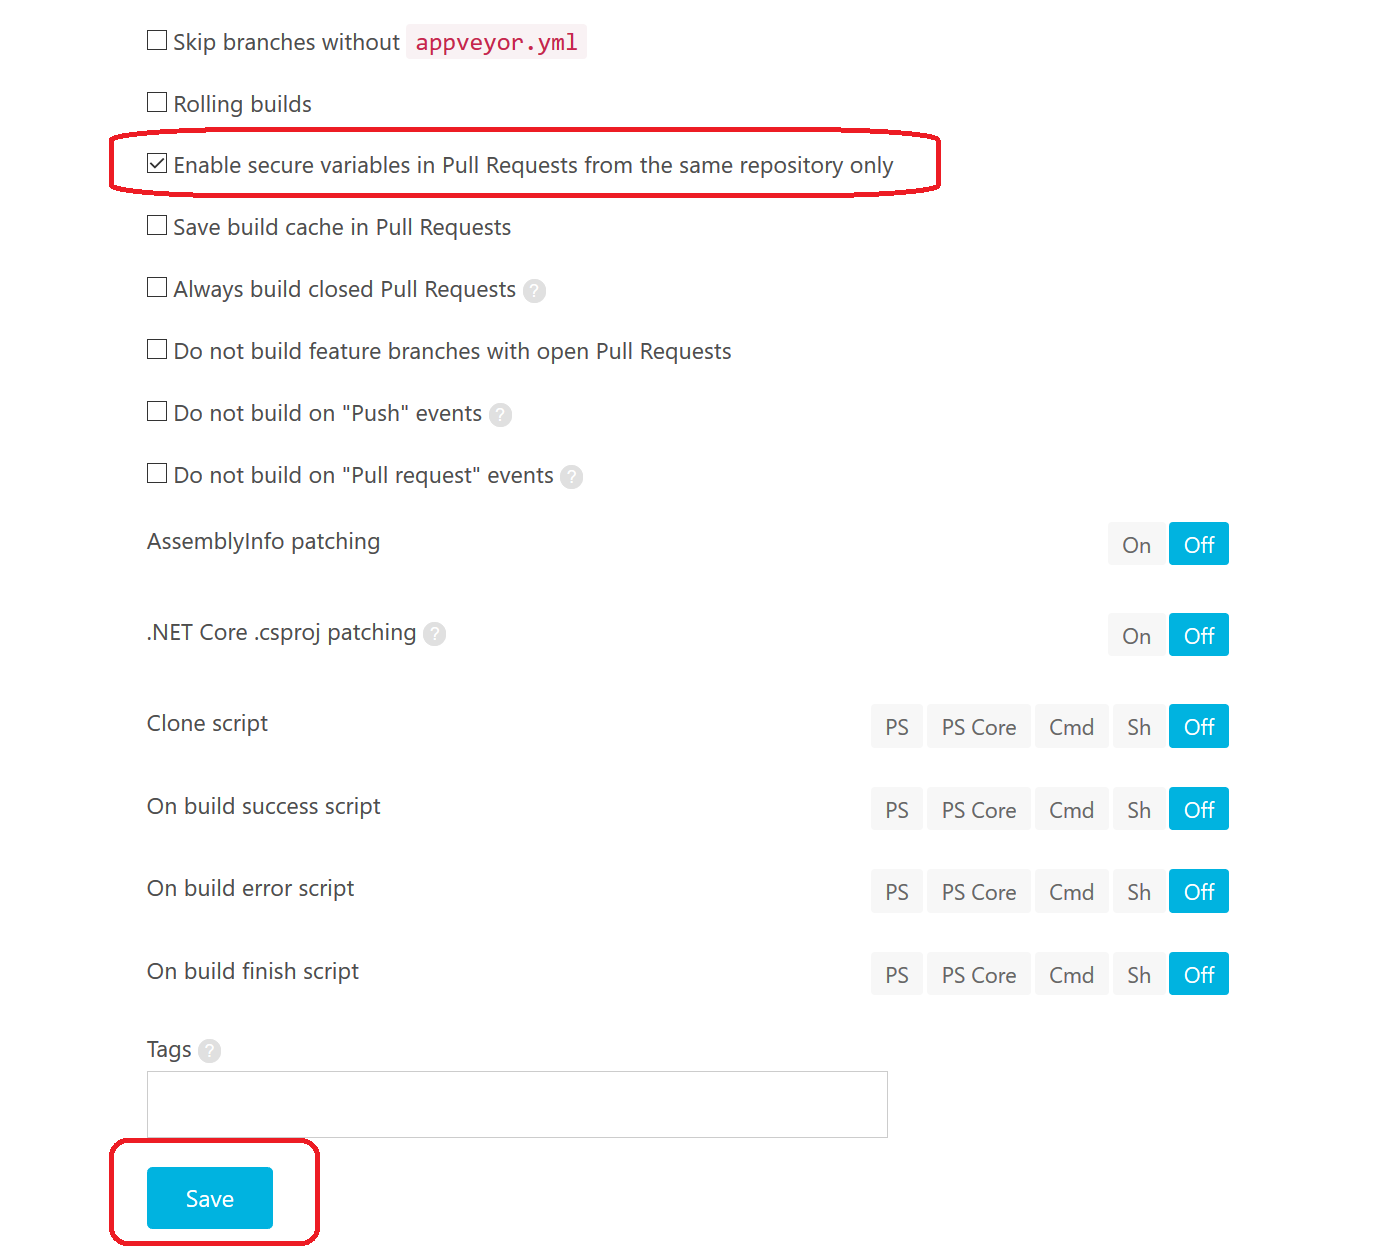 Skip branches without appveyor.yml
Rolling builds
Enable secure variables in Pull Requests from the same repository only
Save build cache in Pull Requests
Always build closed Pull Requests ?
Do not build feature branches with open Pull Requests
Do not build on "Push" events ?
Do not build on "Pull request" events ?
AssemblyInfo patching On Off
.NET Core .csproj patching ? On Off
Clone script PS PS Core Cmd Sh Off
On build success script PS PS Core Cmd Sh Off
On build error script PS PS Core Cmd Sh Off
On build finish script PS PS Core Cmd Sh Off
Tags ?
Save